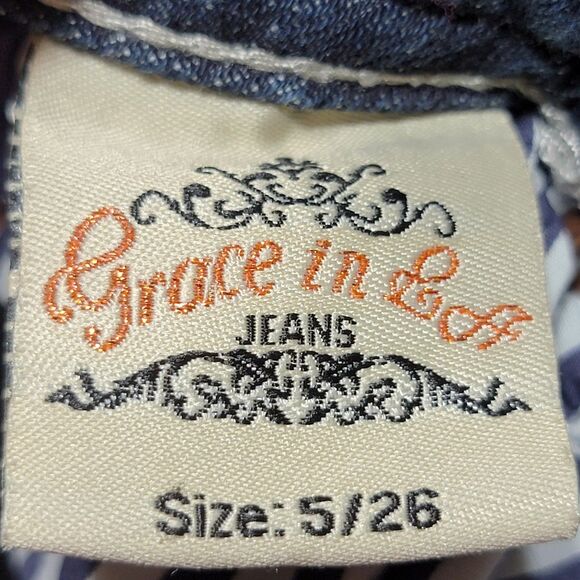 Grace in LA
JEANS
Size: 5/26